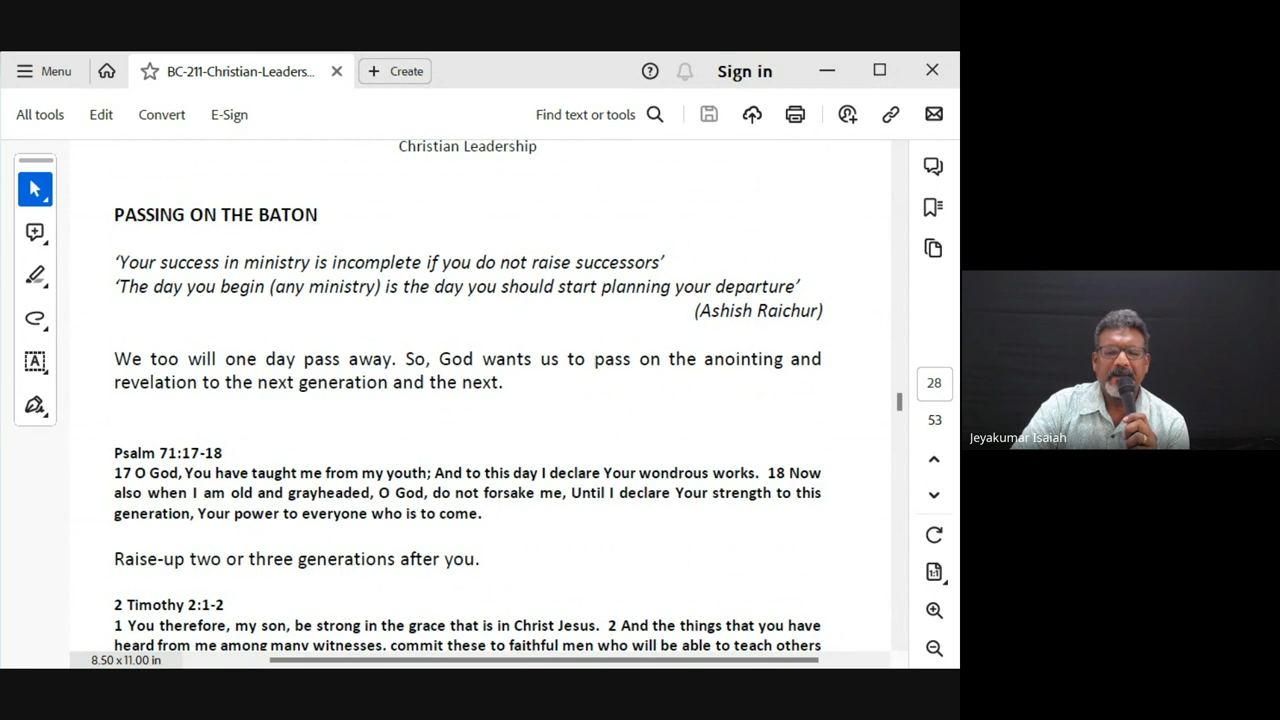 Menu
BC-211-Christian-Leaders...
Create
Sign in
All tools
Edit
Convert
E-Sign
Find text or tools
Christian Leadership
PASSING ON THE BATON
‘Your success in ministry is incomplete if you do not raise successors’
‘The day you begin (any ministry) is the day you should start planning your departure’
(Ashish Raichur)
We too will one day pass away. So, God wants us to pass on the anointing and
revelation to the next generation and the next.
Psalm 71:17-18
17 O God, You have taught me from my youth; And to this day I declare Your wondrous works. 18 Now
also when I am old and grayheaded, O God, do not forsake me, Until I declare Your strength to this
generation, Your power to everyone who is to come.
Raise-up two or three generations after you.
2 Timothy 2:1-2
1 You therefore, my son, be strong in the grace that is in Christ Jesus. 2 And the things that you have
heard from me among many witnesses, commit these to faithful men who will be able to teach others
8.50 x 11.00 in
28
53
1:1
Jeyakumar Isaiah